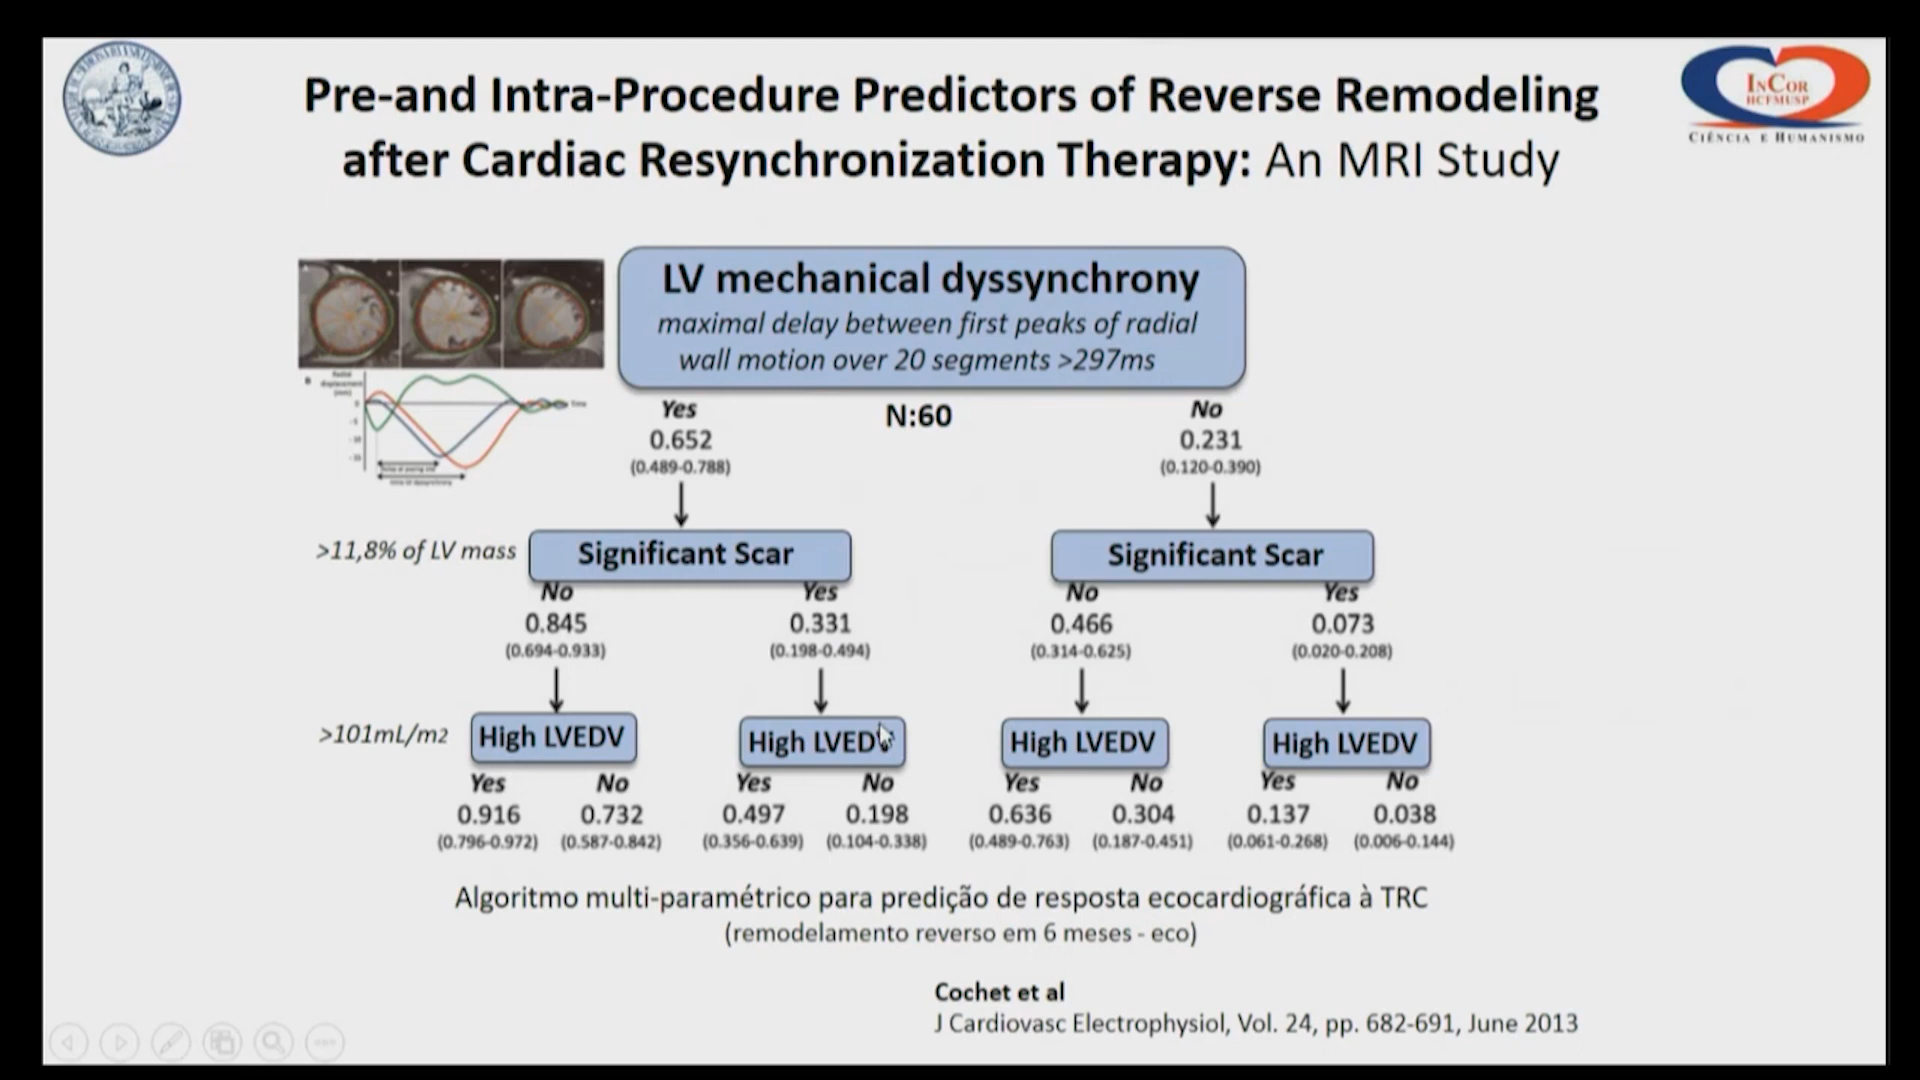 Pre-and Intra-Procedure Predictors of Reverse Remodeling
after Cardiac Resynchronization Therapy: An MRI Study
INCOR
HCFMUSP
CIÊNCIA E HUMANISMO
LV mechanical dyssynchrony
maximal delay between first peaks of radial
wall motion over 20 segments >297ms
Yes
N:60
No
0.652
0.231
(0.489-0.788)
(0.120-0.390)
>11,8% of LV mass
Significant Scar
Significant Scar
No
Yes
No
Yes
0.845
0.331
0.466
0.073
(0.694-0.933)
(0.198-0.494)
(0.314-0.625)
(0.020-0.208)
>101mL/m2
High LVEDV
High LVEDV
High LVEDV
High LVEDV
Yes
No
Yes
No
Yes
No
Yes
No
0.916
0.732
0.497
0.198
0.636
0.304
0.137
0.038
(0.796-0.972)
(0.587-0.842)
(0.356-0.639)
(0.104-0.338)
(0.489-0.763)
(0.187-0.451)
(0.061-0.268)
(0.006-0.144)
Algoritmo multi-paramétrico para predição de resposta ecocardiográfica à TRC
(remodelamento reverso em 6 meses - eco)
Cochet et al
J Cardiovasc Electrophysiol, Vol. 24, pp. 682-691, June 2013